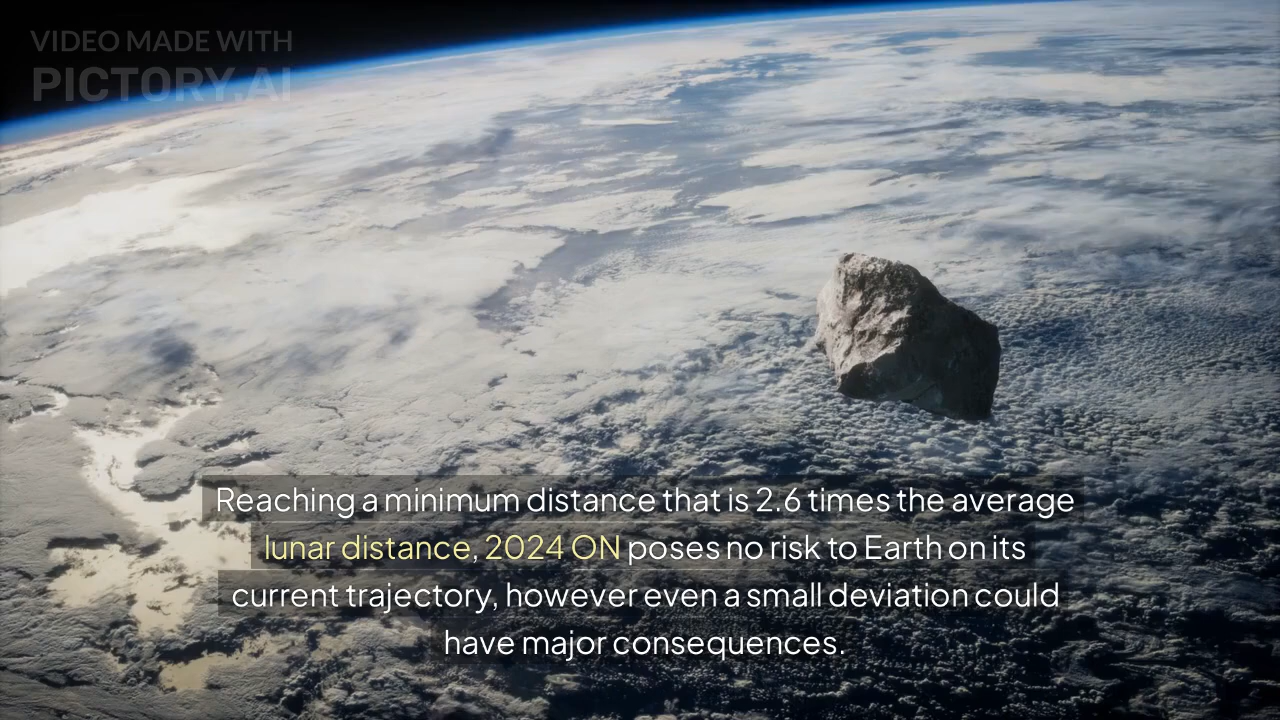 VIDEO MADE WITH
PICTORY.AI
Reaching a minimum distance that is 2.6 times the average
lunar distance, 2024 ON poses no risk to Earth on its
current trajectory, however even a small deviation could
have major consequences.